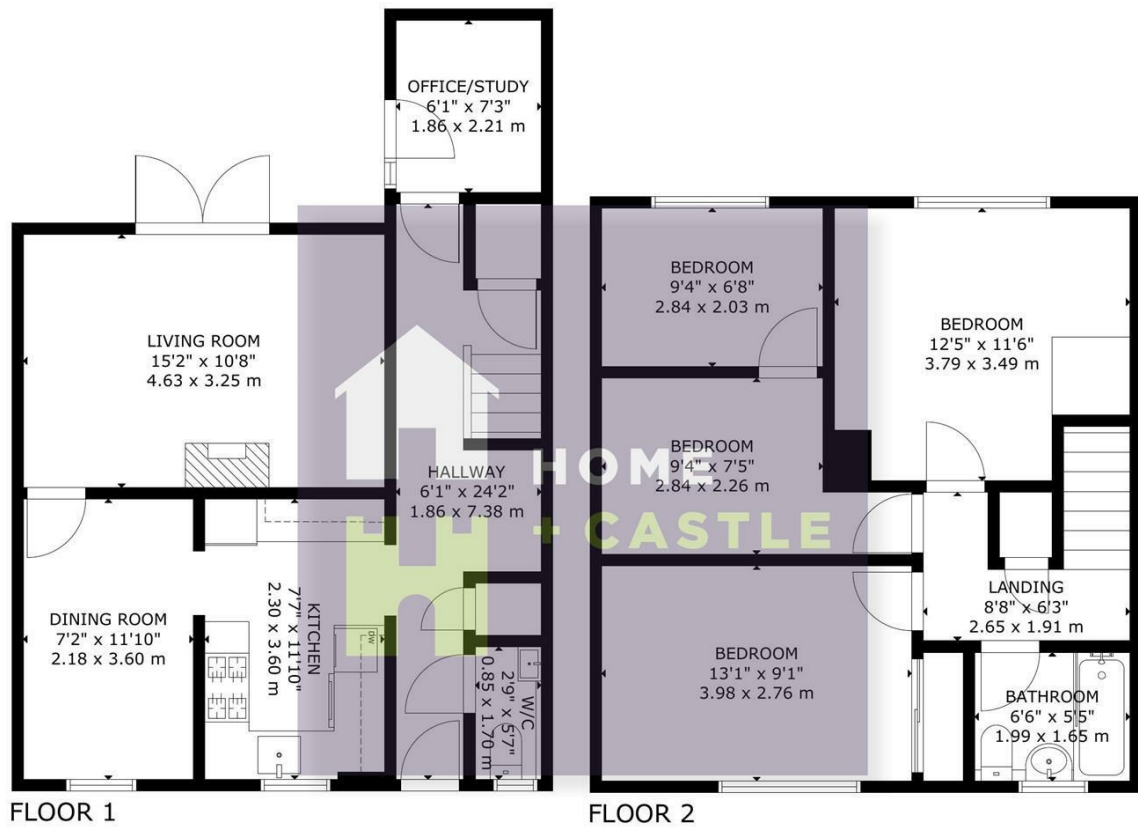 OFFICE/STUDY
6'1" x 7'3"
1.86 x 2.21 m
LIVING ROOM
15'2" x 10'8"
4.63 x 3.25 m
HALLWAY
6'1" x 24'2"
1.86 x 7.38 m
DINING ROOM
7'2" x 11'10"
2.18 x 3.60 m
KITCHEN
7'7" x 11'10"
2.30 x 3.60 m
DW
W/C
2'9" x 5'7"
0.85 x 1.70 m
FLOOR 1
BEDROOM
9'4" x 6'8"
2.84 x 2.03 m
BEDROOM
12'5" x 11'6"
3.79 x 3.49 m
BEDROOM
9'4" x 7'5"
2.84 x 2.26 m
BEDROOM
13'1" x 9'1"
3.98 x 2.76 m
LANDING
8'8" x 6'3"
2.65 x 1.91 m
BATHROOM
6'6" x 5'5"
1.99 x 1.65 m
FLOOR 2
HOME
+ CASTLE